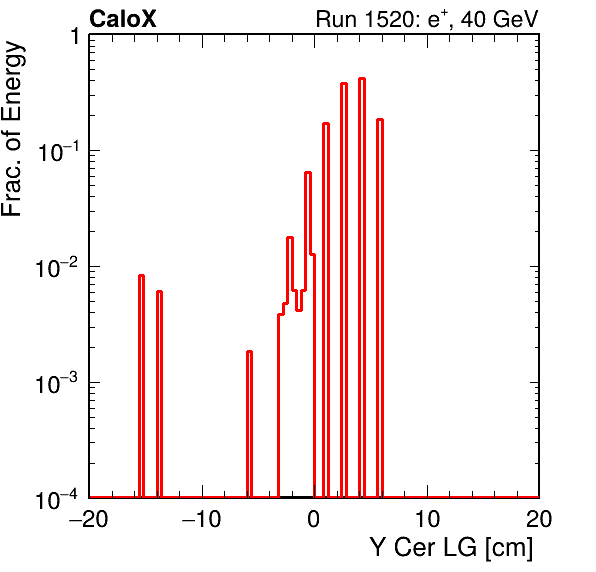 CaloX Run 1520: e⁺, 40 GeV
Frac. of Energy
1
10⁻¹
10⁻²
10⁻³
10⁻⁴
−20 −10 0 10 20
Y Cer LG [cm]